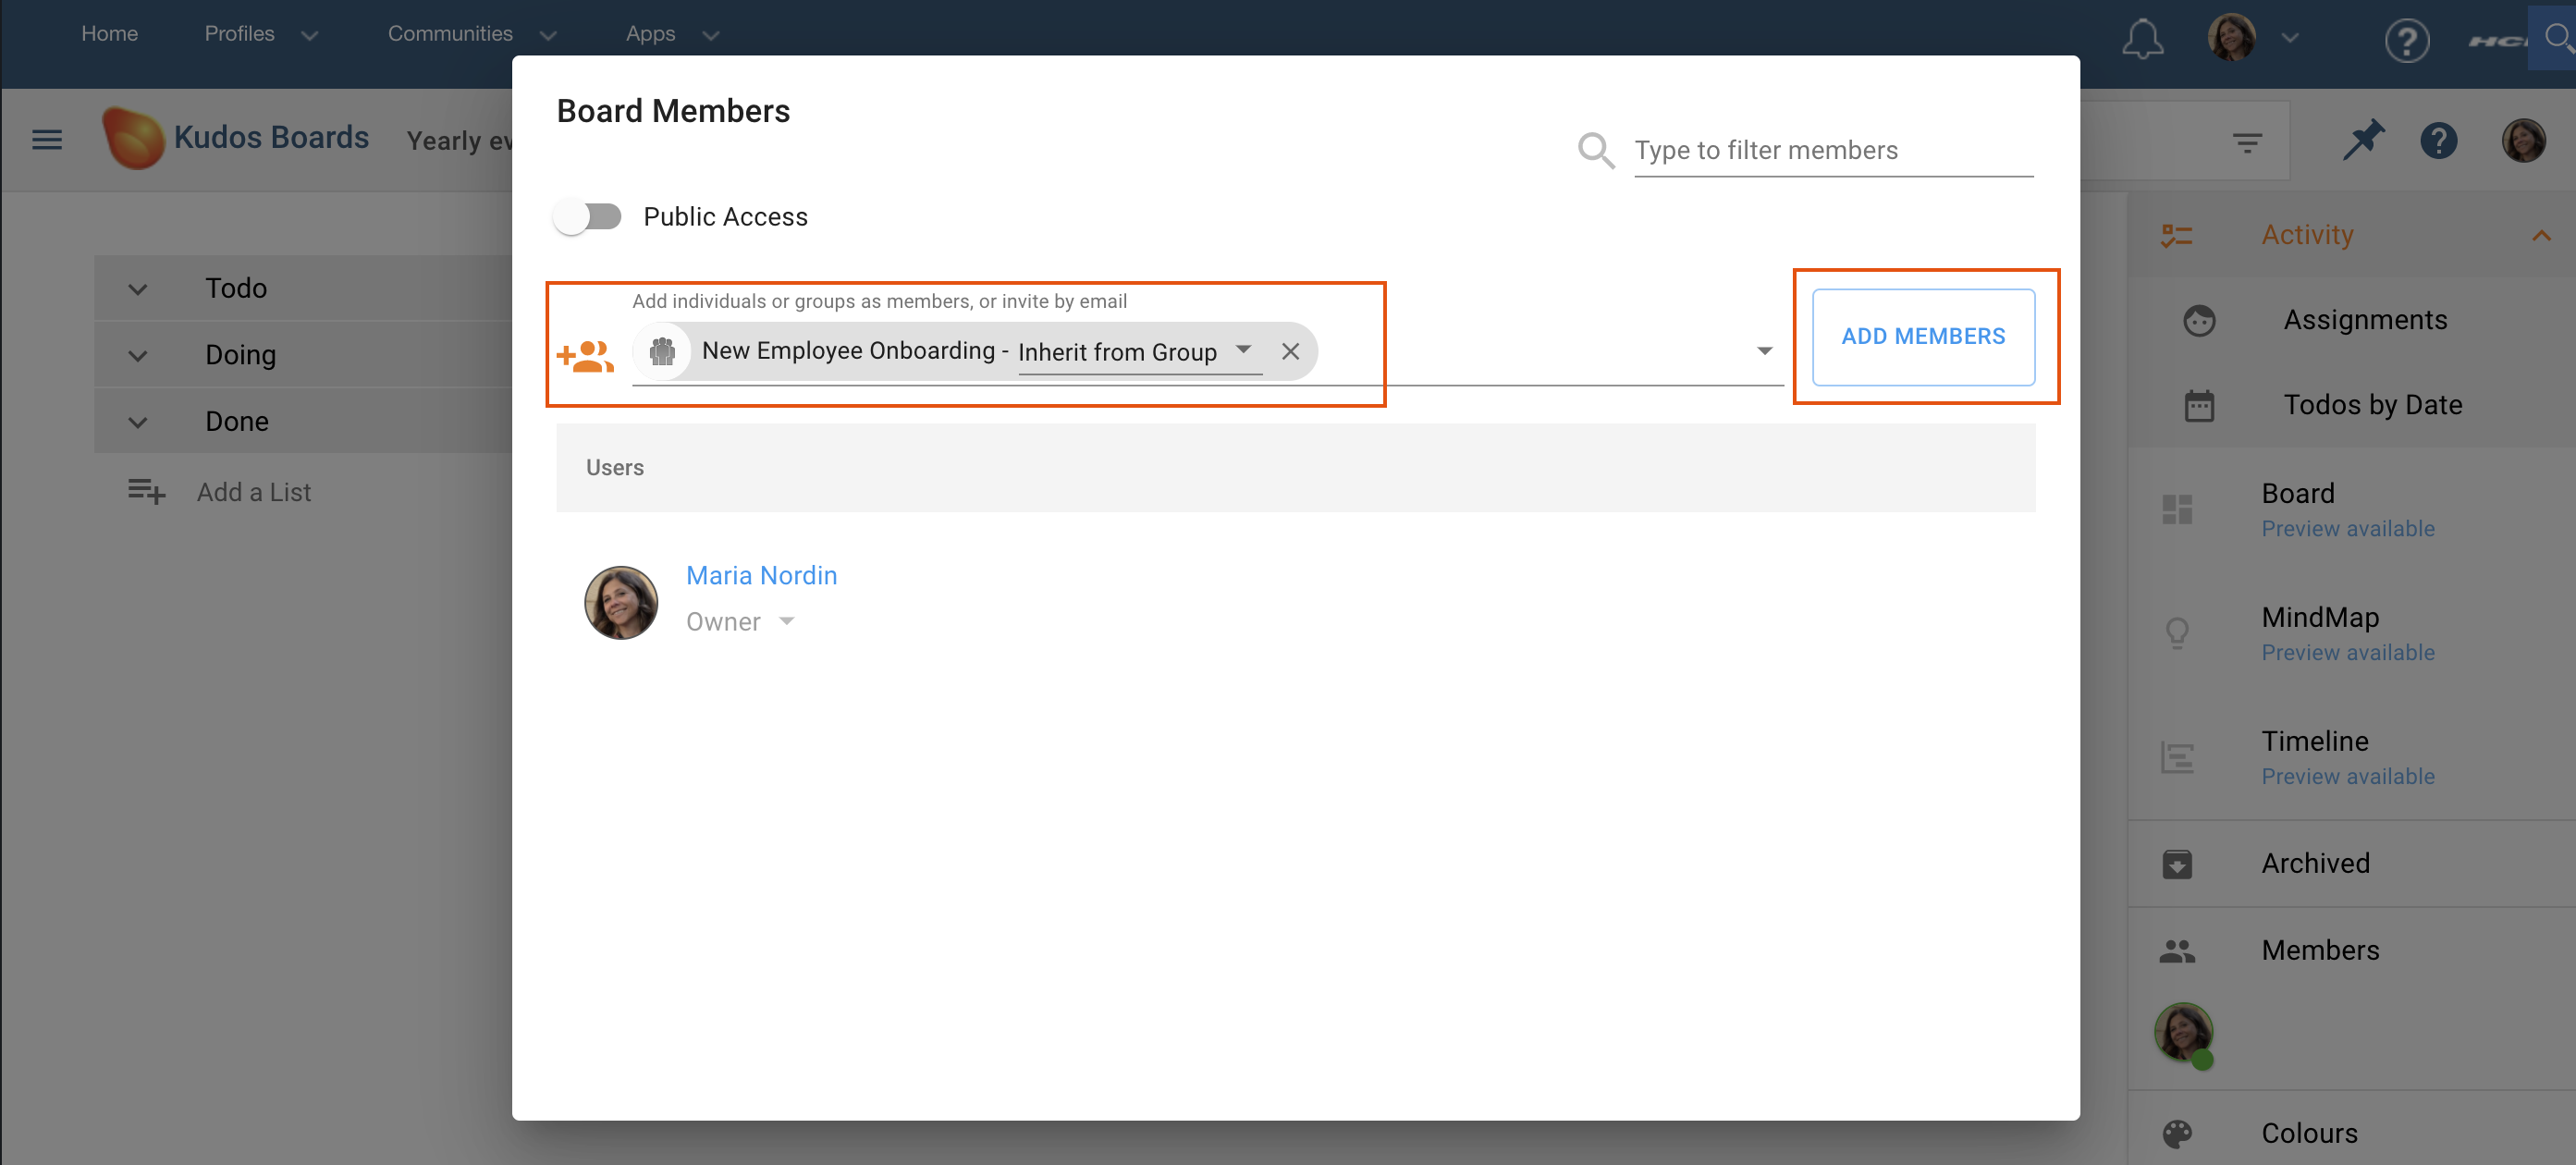 Home Profiles Communities Apps
Kudos Boards Yearly ev
Board Members
Type to filter members
Public Access
Add individuals or groups as members, or invite by email
New Employee Onboarding - Inherit from Group
ADD MEMBERS
Users
Maria Nordin
Owner
Todo
Doing
Done
Add a List
Activity
Assignments
Todos by Date
Board
Preview available
MindMap
Preview available
Timeline
Preview available
Archived
Members
Colours